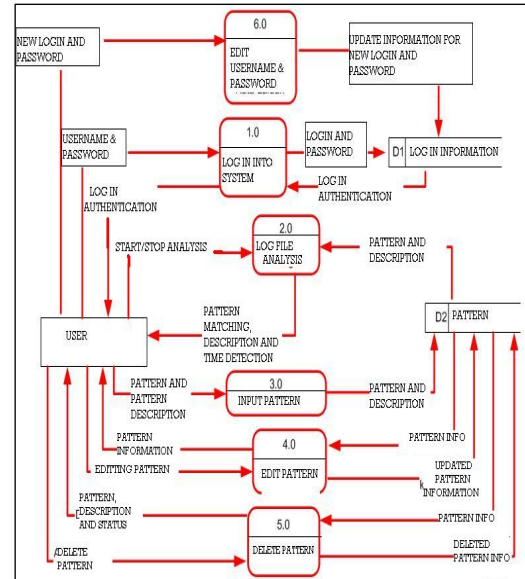 6.0
NEW LOGIN AND
PASSWORD
EDIT
USERNAME &
PASSWORD
UPDATE INFORMATION FOR
NEW LOGIN AND
PASSWORD
USERNAME &
PASSWORD
1.0
LOG IN INTO
SYSTEM
LOGIN AND
PASSWORD
D1 LOG IN INFORMATION
LOG IN
AUTHENTICATION
LOG IN
AUTHENTICATION
START/STOP ANALYSIS
2.0
LOG FILE
ANALYSIS
PATTERN AND
DESCRIPTION
PATTERN
MATCHING,
DESCRIPTION AND
TIME DETECTION
USER
D2 PATTERN
PATTERN AND
PATTERN
DESCRIPTION
3.0
INPUT PATTERN
PATTERN AND
DESCRIPTION
PATTERN
INFORMATION
4.0
EDIT PATTERN
PATTERN INFO
EDITTING PATTERN
UPDATED
PATTERN
INFORMATION
PATTERN,
DESCRIPTION
AND STATUS
5.0
DELETE PATTERN
PATTERN INFO
/DELETE
PATTERN
DELETED
PATTERN INFO